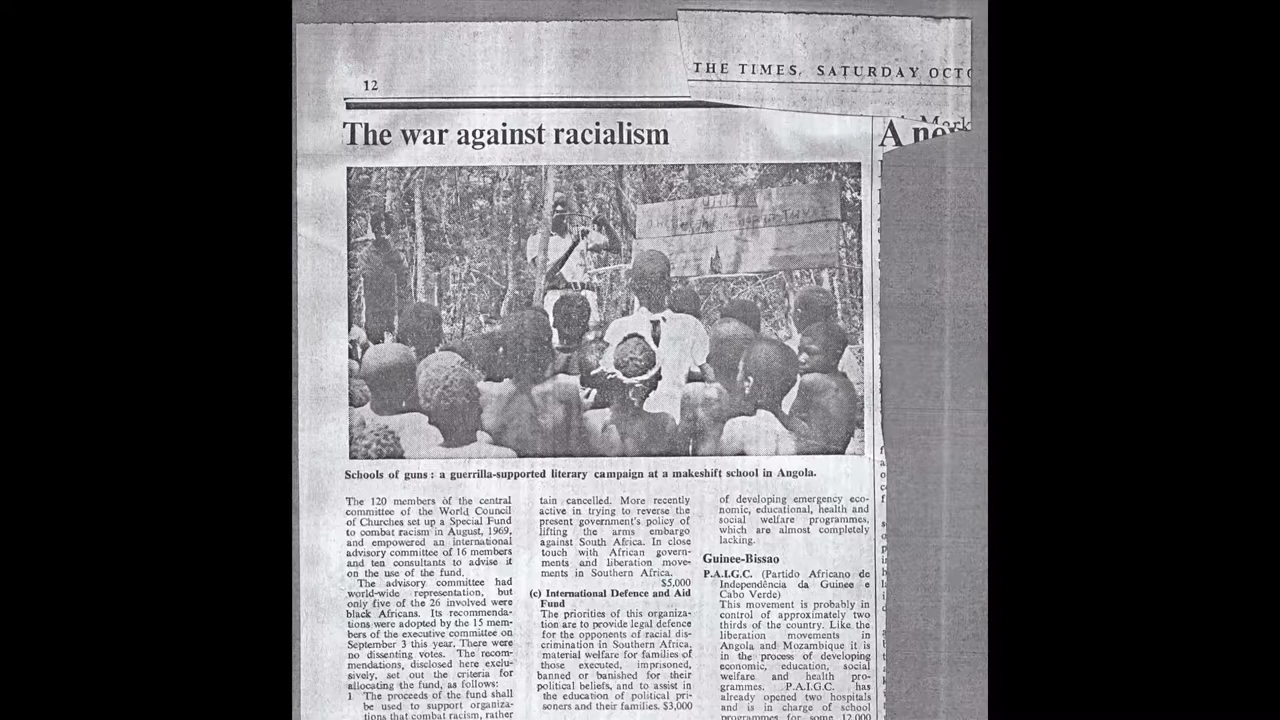 THE TIMES, SATURDAY OCTO
12
The war against racialism
Mark
A new
Schools of guns : a guerrilla-supported literary campaign at a makeshift school in Angola.
The 120 members of the central
committee of the World Council
of Churches set up a Special Fund
to combat racism in August, 1969,
and empowered an international
advisory committee of 16 members
and ten consultants to advise it
on the use of the fund.
The advisory committee had
world-wide representation, but
only five of the 26 involved were
black Africans. Its recommenda-
tions were adopted by the 15 mem-
bers of the executive committee on
September 3 this year. There were
no dissenting votes. The recom-
mendations, disclosed here exclu-
sively, set out the criteria for
allocating the fund, as follows:
1 The proceeds of the fund shall
be used to support organiza-
tions that combat racism, rather
tain cancelled. More recently
active in trying to reverse the
present government's policy of
lifting the arms embargo
against South Africa. In close
touch with African govern-
ments and liberation move-
ments in Southern Africa.
$5,000
(c) International Defence and Aid
Fund
The priorities of this organiza-
tion are to provide legal defence
for the opponents of racial dis-
crimination in Southern Africa,
material welfare for families of
those executed, imprisoned,
banned or banished for their
political beliefs, and to assist in
the education of political pri-
soners and their families. $3,000
of developing emergency eco-
nomic, educational, health and
social welfare programmes,
which are almost completely
lacking.
Guinee-Bissao
P.A.I.G.C. (Partido Africano de
Independência da Guinee e
Cabo Verde)
This movement is probably in
control of approximately two
thirds of the country. Like the
liberation movements in
Angola and Mozambique it is
in the process of developing
economic, education, social
welfare and health pro-
grammes. P.A.I.G.C. has
already opened two hospitals
and is in charge of school
programmes for some 12,000